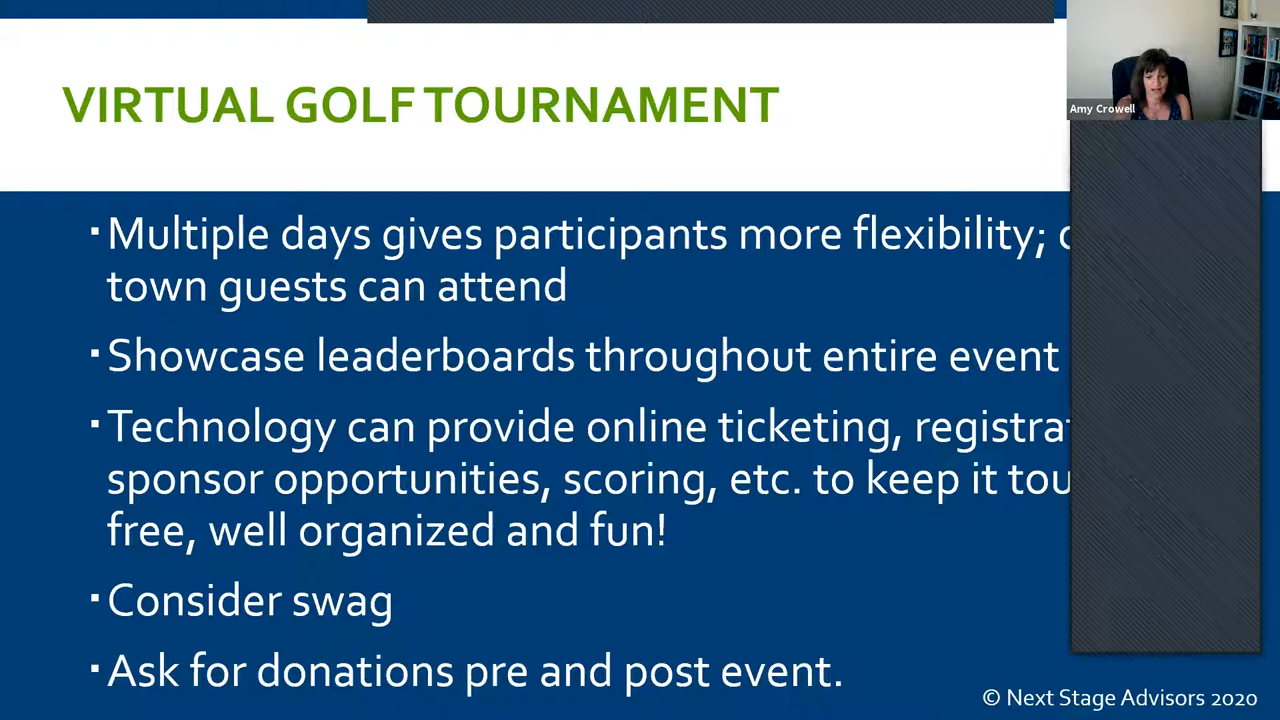 VIRTUAL GOLF TOURNAMENT
Amy Crowell
▪ Multiple days gives participants more flexibility;
town guests can attend
▪ Showcase leaderboards throughout entire event
▪ Technology can provide online ticketing,
sponsor opportunities, scoring, etc. to keep it
free, well organized and fun!
▪ Consider swag
▪ Ask for donations pre and post event.
© Next Stage Advisors 2020